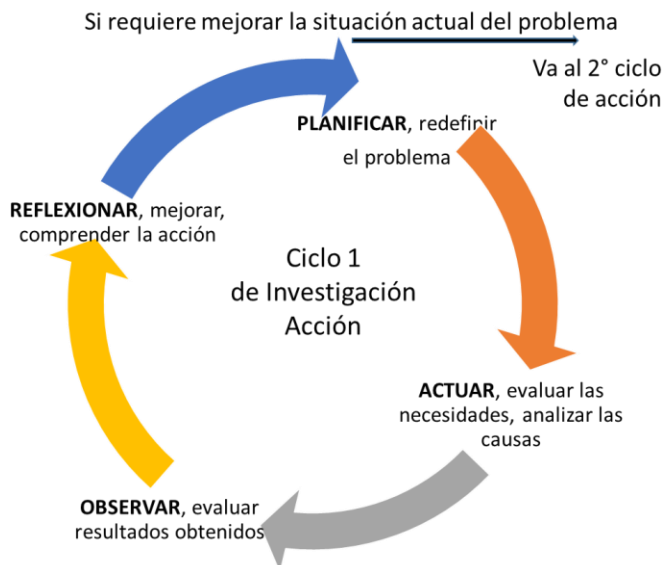 Si requiere mejorar la situación actual del problema
Va al 2° ciclo
de acción
PLANIFICAR, redefinir
el problema
REFLEXIONAR, mejorar,
comprender la acción
Ciclo 1
de Investigación
Acción
ACTUAR, evaluar las
necesidades, analizar las
causas
OBSERVAR, evaluar
resultados obtenidos